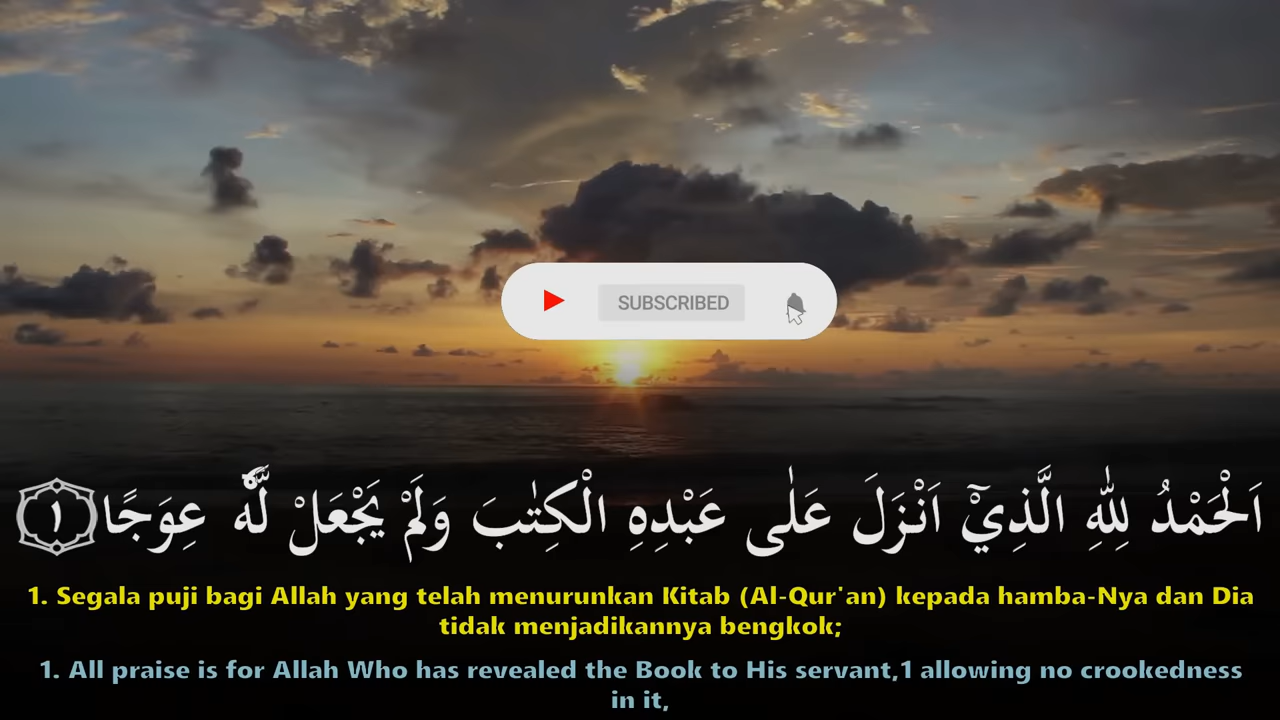 SUBSCRIBED
اَلْحَمْدُ لِلّٰهِ الَّذِيْٓ اَنْزَلَ عَلٰى عَبْدِهِ الْكِتٰبَ وَلَمْ يَجْعَلْ لَّهٗ عِوَجًا ۜ ١
1. Segala puji bagi Allah yang telah menurunkan Kitab (Al-Qur'an) kepada hamba-Nya dan Dia
tidak menjadikannya bengkok;
1. All praise is for Allah Who has revealed the Book to His servant,1 allowing no crookedness
in it,